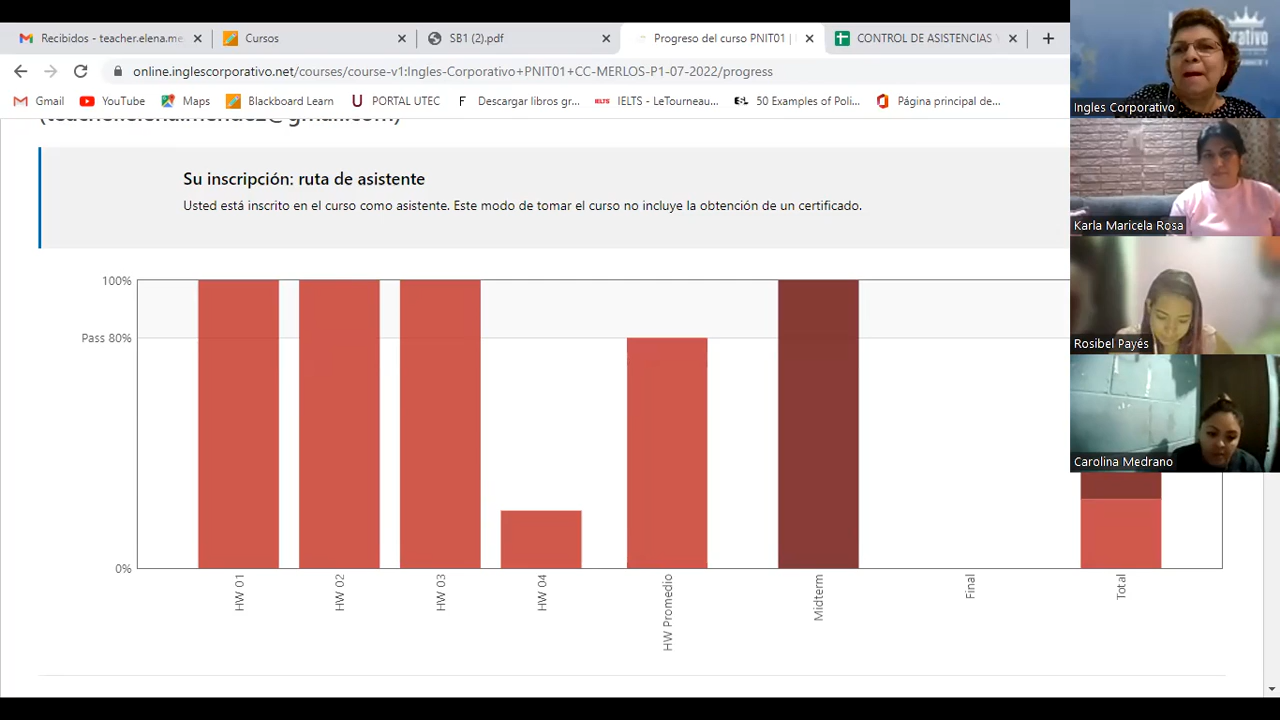 Recibidos - teacher.elena.me
Cursos
SB1 (2).pdf
Progreso del curso PNIT01 |
CONTROL DE ASISTENCIAS
online.inglescorporativo.net/courses/course-v1:Ingles-Corporativo+PNIT01+CC-MERLOS-P1-07-2022/progress
Gmail
YouTube
Maps
Blackboard Learn
PORTAL UTEC
Descargar libros gr...
IELTS - LeTourneau...
50 Examples of Poli...
Página principal de...
Su inscripción: ruta de asistente
Usted está inscrito en el curso como asistente. Este modo de tomar el curso no incluye la obtención de un certificado.
100%
Pass 80%
0%
HW 01
HW 02
HW 03
HW 04
HW Promedio
Midterm
Final
Total
Ingles Corporativo
Karla Maricela Rosa
Rosibel Payés
Carolina Medrano